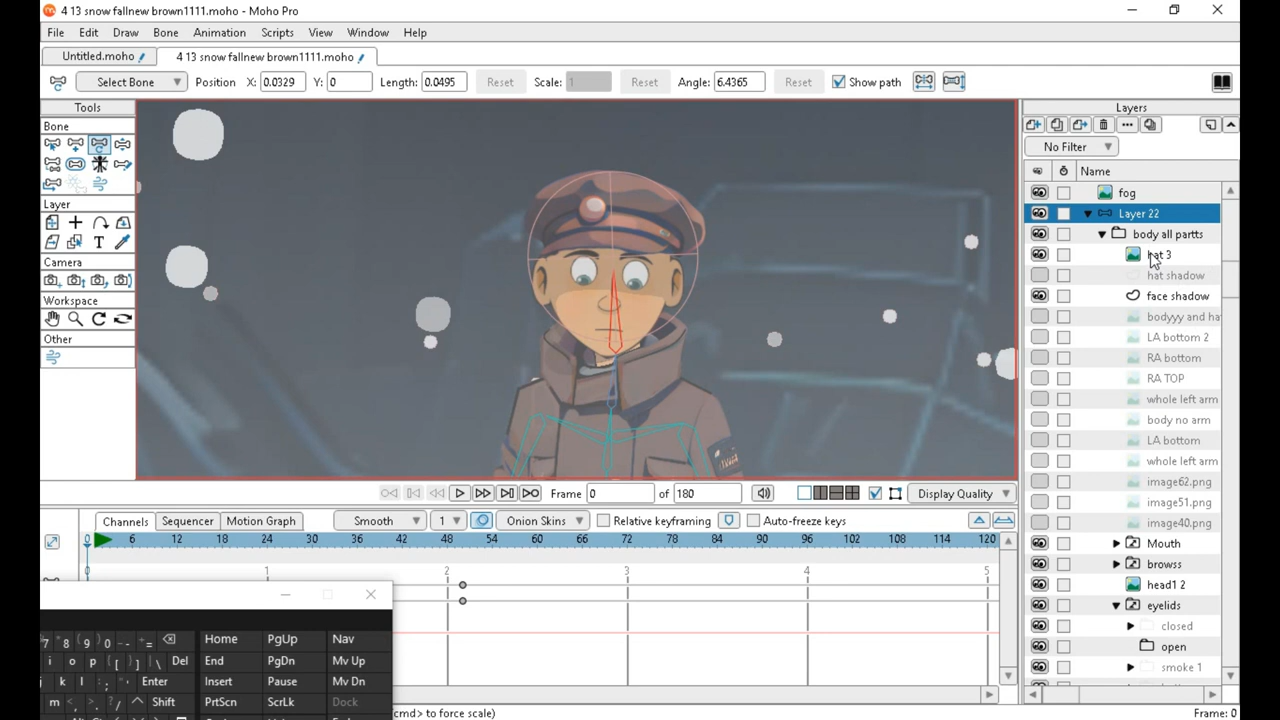 4 13 snow fallnew brown1111.moho - Moho Pro
File Edit Draw Bone Animation Scripts View Window Help
Untitled.moho 4 13 snow fallnew brown1111.moho
Select Bone Position X: 0.0329 Y: 0 Length: 0.0495 Reset Scale: 1 Reset Angle: 6.4365 Reset Show path
Tools
Bone
Layer
T
Camera
Workspace
Other
Layers
No Filter
Name
fog
Layer 22
body all partts
hat 3
hat shadow
face shadow
bodyyy and ha
LA bottom 2
RA bottom
RA TOP
whole left arm
body no arm
LA bottom
whole left arm
image62.png
image51.png
image40.png
Mouth
browss
head1 2
eyelids
closed
open
smoke 1
Frame 0 of 180 Display Quality
Channels Sequencer Motion Graph Smooth 1 Onion Skins Relative keyframing Auto-freeze keys
0 6 12 18 24 30 36 42 48 54 60 66 72 78 84 90 96 102 108 114 120
0 1 2 3 4 5
7 8 ( 9 ) 0 - = Home PgUp Nav
i o p [ ] \ Del End PgDn Mv Up
k l ; , " Enter Insert Pause Mv Dn
m < > ? / Shift PrtScn ScrLk Dock
cmd> to force scale) Frame: 0